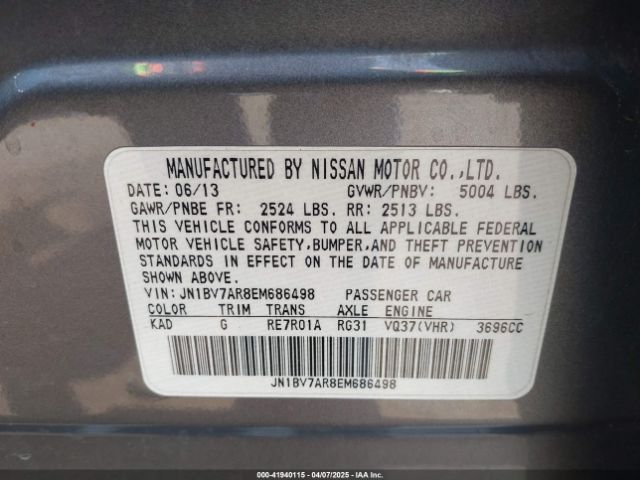 MANUFACTURED BY NISSAN MOTOR CO.,LTD.
DATE: 06/13 GVWR/PNBV: 5004 LBS.
GAWR/PNBE FR: 2524 LBS. RR: 2513 LBS.
THIS VEHICLE CONFORMS TO ALL APPLICABLE FEDERAL
MOTOR VEHICLE SAFETY,BUMPER,AND THEFT PREVENTION
STANDARDS IN EFFECT ON THE DATE OF MANUFACTURE
SHOWN ABOVE.
VIN: JN1BV7AR8EM686498 PASSENGER CAR
COLOR TRIM TRANS AXLE ENGINE
KAD G RE7R01A RG31 VQ37(VHR) 3696CC
JN1BV7AR8EM686498
000-41940115 | 04/07/2025 | IAAI.COM